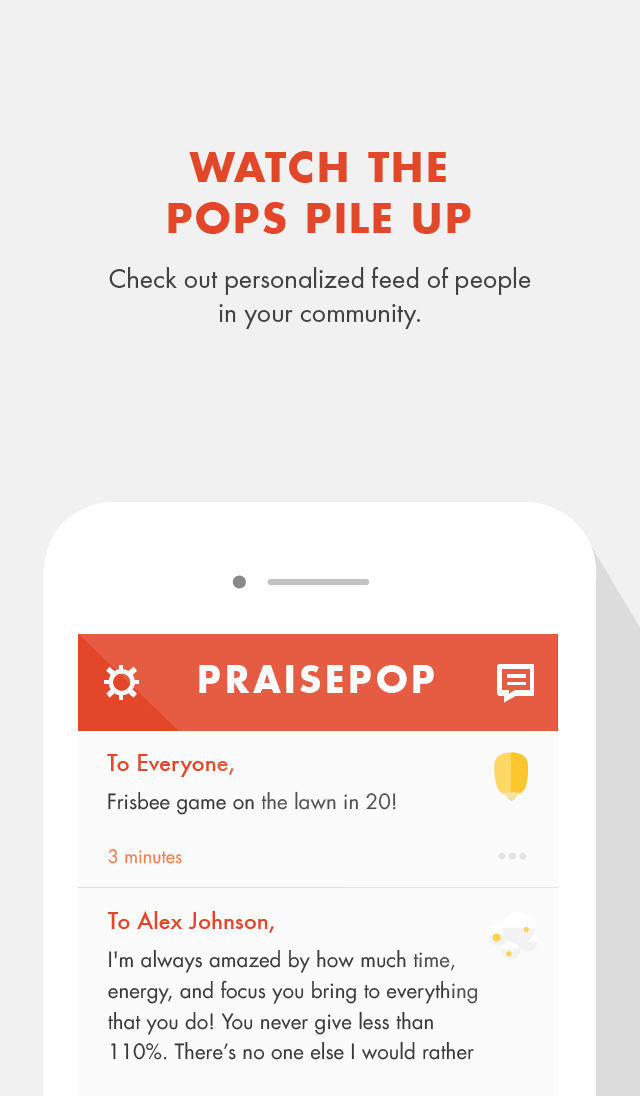 WATCH THE
POPS PILE UP
Check out personalized feed of people
in your community.
PRAISEPOP
To Everyone,
Frisbee game on the lawn in 20!
3 minutes
To Alex Johnson,
I'm always amazed by how much time,
energy, and focus you bring to everything
that you do! You never give less than
110%. There’s no one else I would rather